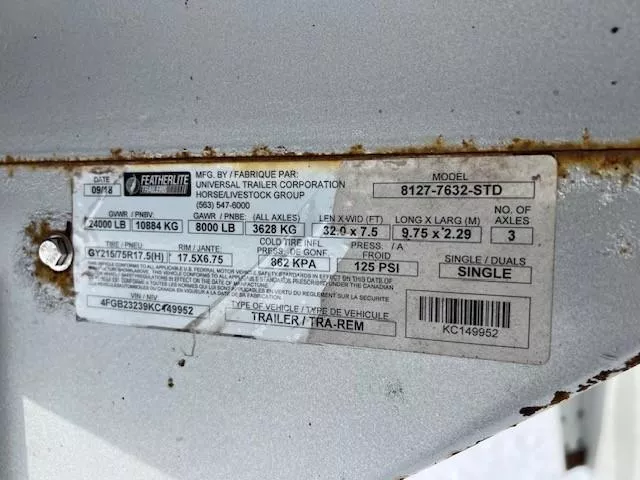 DATE
09/18
FEATHERLITE
TRAILERS
MFG. BY / FABRIQUE PAR:
UNIVERSAL TRAILER CORPORATION
HORSE/LIVESTOCK GROUP
(563) 547-6000
MODEL
8127-7632-STD
GVWR / PNBV: GAWR / PNBE: (ALL AXLES) LEN X WID (FT) LONG X LARG (M) NO. OF AXLES
24000 LB 10884 KG 8000 LB 3628 KG 32.0 x 7.5 9.75 x 2.29 3
TIRE / PNEU RIM / JANTE: COLD TIRE INFL. PRESS. DE GONF. PRESS. / A FROID SINGLE / DUALS
GY215/75R17.5(H) 17.5X6.75 862 KPA 125 PSI SINGLE / DUAL
VIN / NIV
4FGB23239KC149952
TYPE OF VEHICLE / TYPE DE VEHICULE
TRAILER / TRA-REM
KC149952